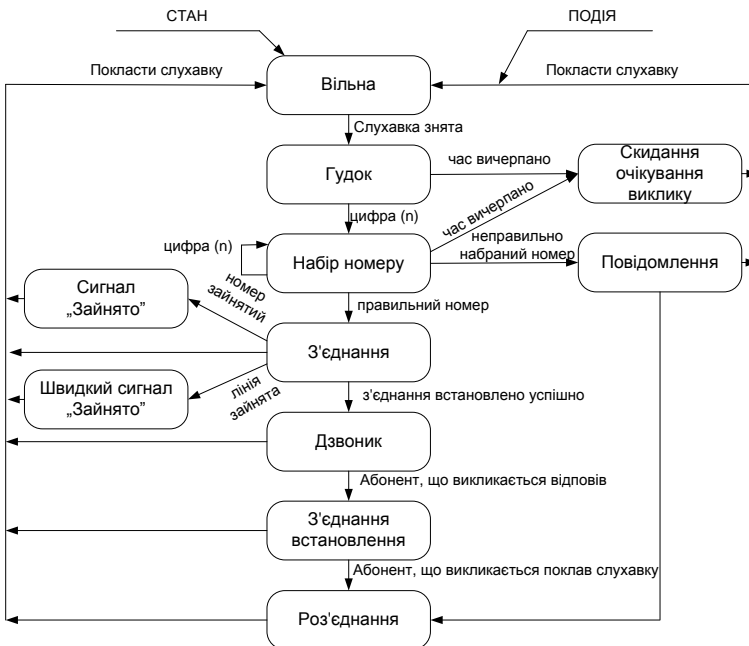 СТАН
ПОДІЯ
Покласти слухавку
Вільна
Покласти слухавку
Слухавка знята
Гудок
час вичерпано
Скидання
очікування
виклику
цифра (n)
час вичерпано
цифра (n)
Набір номеру
неправильно
набраний номер
Повідомлення
Сигнал
„Зайнято”
номер
зайнятий
правильний номер
З'єднання
Швидкий сигнал
„Зайнято”
лінія
зайнята
з'єднання встановлено успішно
Дзвоник
Абонент, що викликається відповів
З'єднання
встановлення
Абонент, що викликається поклав слухавку
Роз'єднання